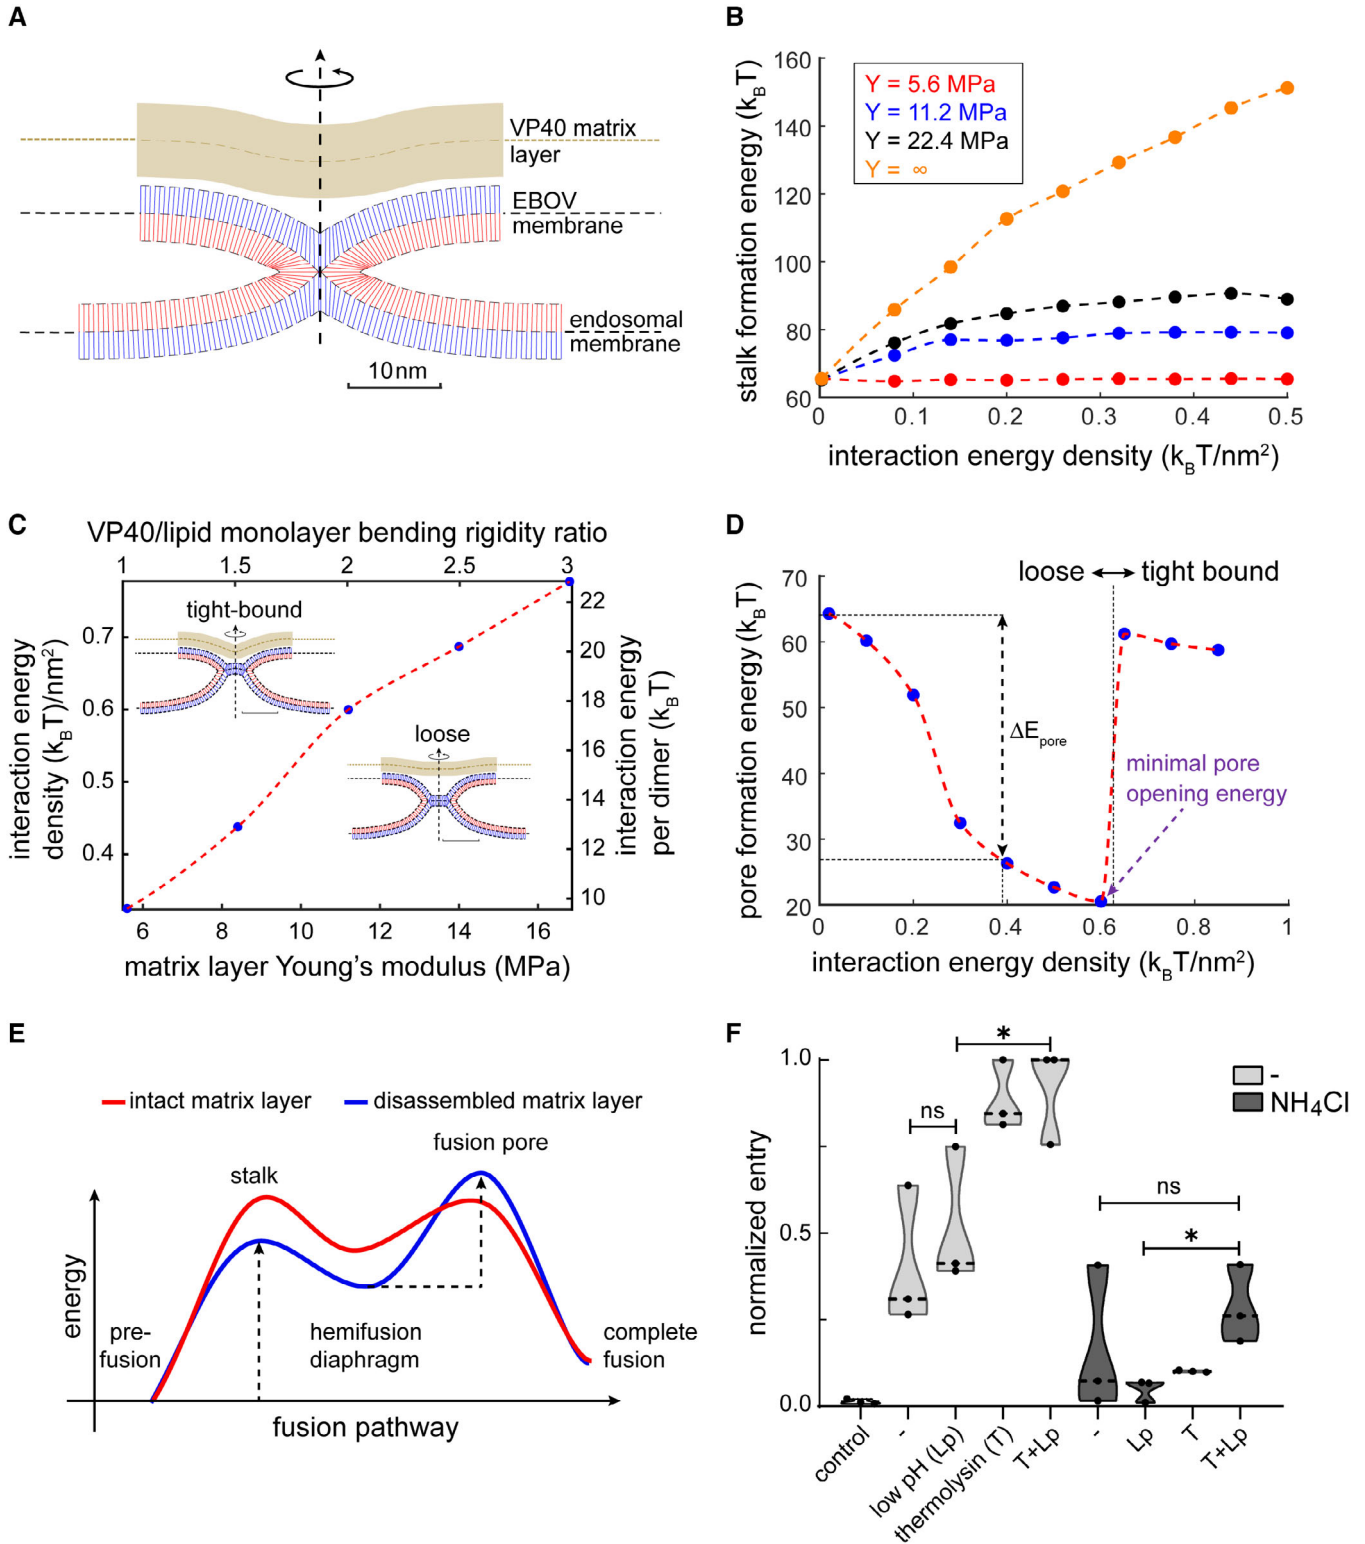 A
VP40 matrix
layer
EBOV
membrane
endosomal
membrane
10nm
B
stalk formation energy (kBT)
160
140
120
100
80
60
Y = 5.6 MPa
Y = 11.2 MPa
Y = 22.4 MPa
Y = ∞
0
0.1
0.2
0.3
0.4
0.5
interaction energy density (kBT/nm²)
C
VP40/lipid monolayer bending rigidity ratio
1
1.5
2
2.5
3
interaction energy
density (kBT)/nm²)
0.7
0.6
0.5
0.4
tight-bound
loose
22
20
18
16
14
12
10
interaction energy
per dimer (kBT)
6
8
10
12
14
16
matrix layer Young's modulus (MPa)
D
loose
tight bound
pore formation energy (kBT)
70
60
50
40
30
20
ΔEpore
minimal pore
opening energy
0
0.2
0.4
0.6
0.8
1
interaction energy density (kBT/nm²)
E
intact matrix layer
disassembled matrix layer
fusion pore
stalk
energy
pre-
fusion
hemifusion
diaphragm
complete
fusion
fusion pathway
F
normalized entry
1.0
0.5
0.0
ns
*
ns
*
-
NH₄Cl
control
-
low pH (Lp)
thermolysin (T)
T+Lp
-
Lp
T
T+Lp